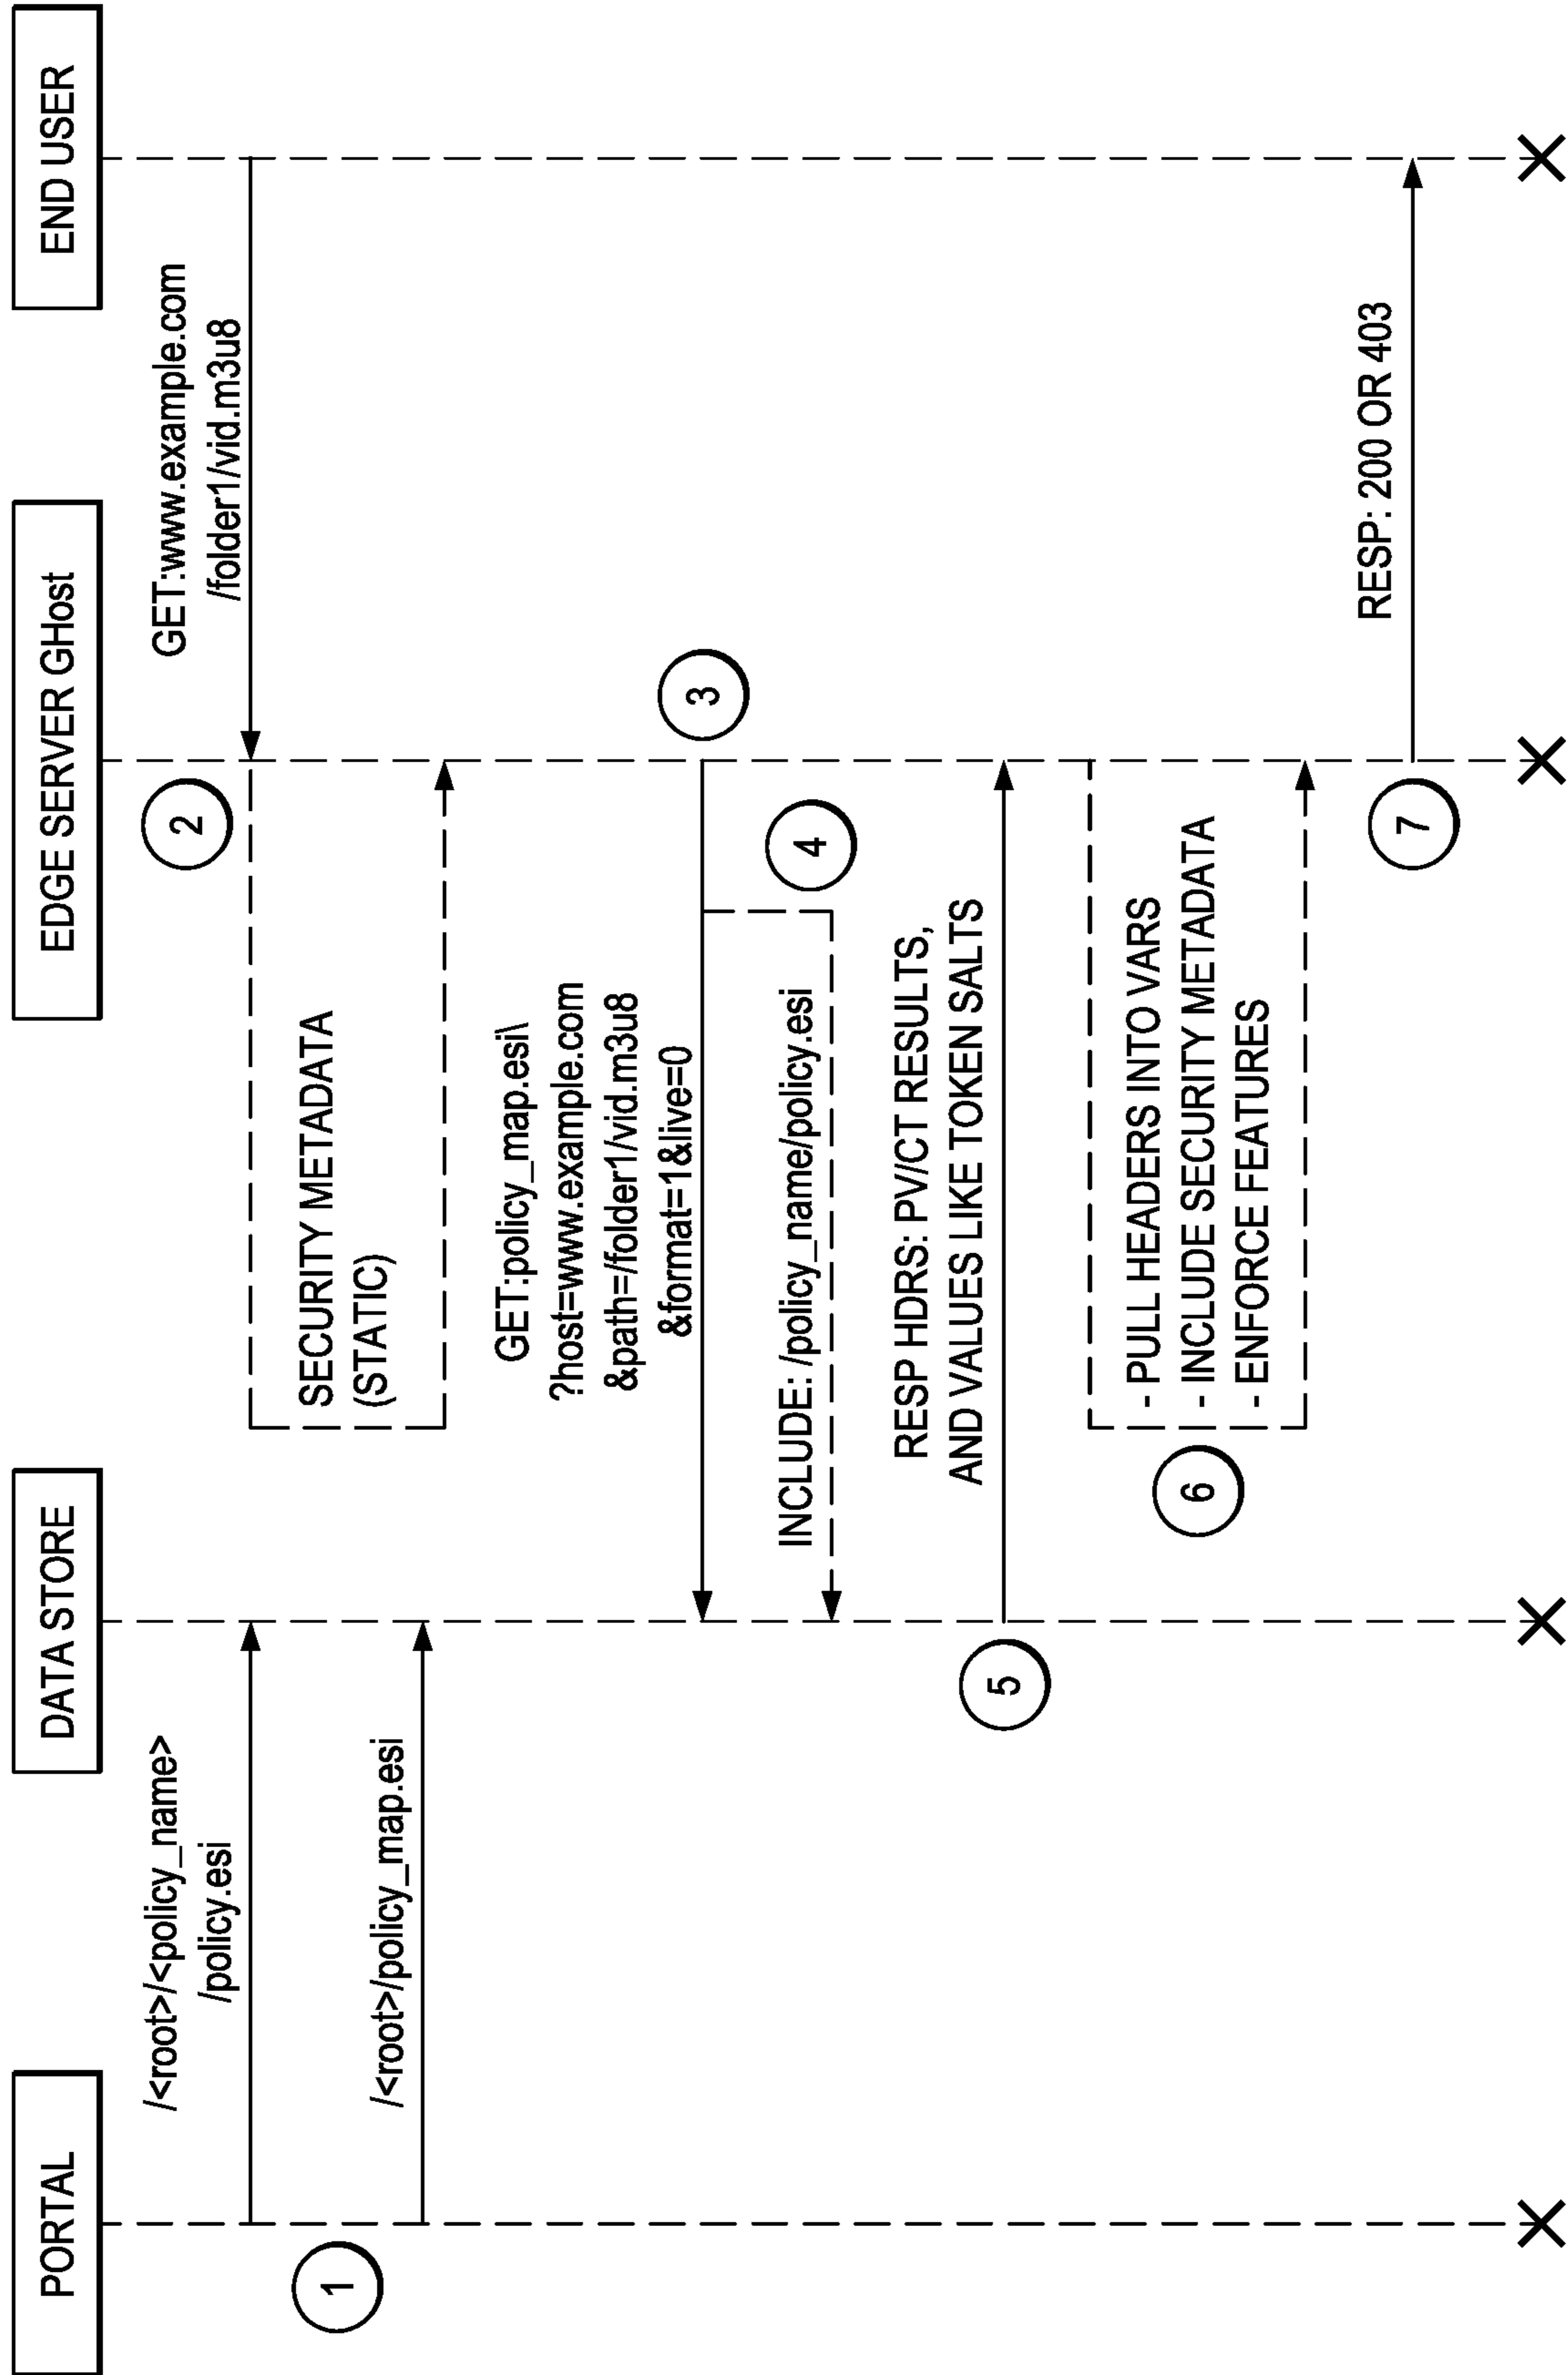 PORTAL
DATA STORE
EDGE SERVER GHost
END USER
/<root>/<policy_name>
/policy.esi
1
/<root>/policy_map.esi
2
GET:www.example.com
/folder1/vid.m3u8
SECURITY METADATA
(STATIC)
GET:policy_map.esi\
?host=www.example.com
&path=/folder1/vid.m3u8
&format=1&live=0
3
4
INCLUDE: /policy_name/policy.esi
RESP HDRS: PV/CT RESULTS,
AND VALUES LIKE TOKEN SALTS
5
- PULL HEADERS INTO VARS
- INCLUDE SECURITY METADATA
- ENFORCE FEATURES
6
RESP: 200 OR 403
7